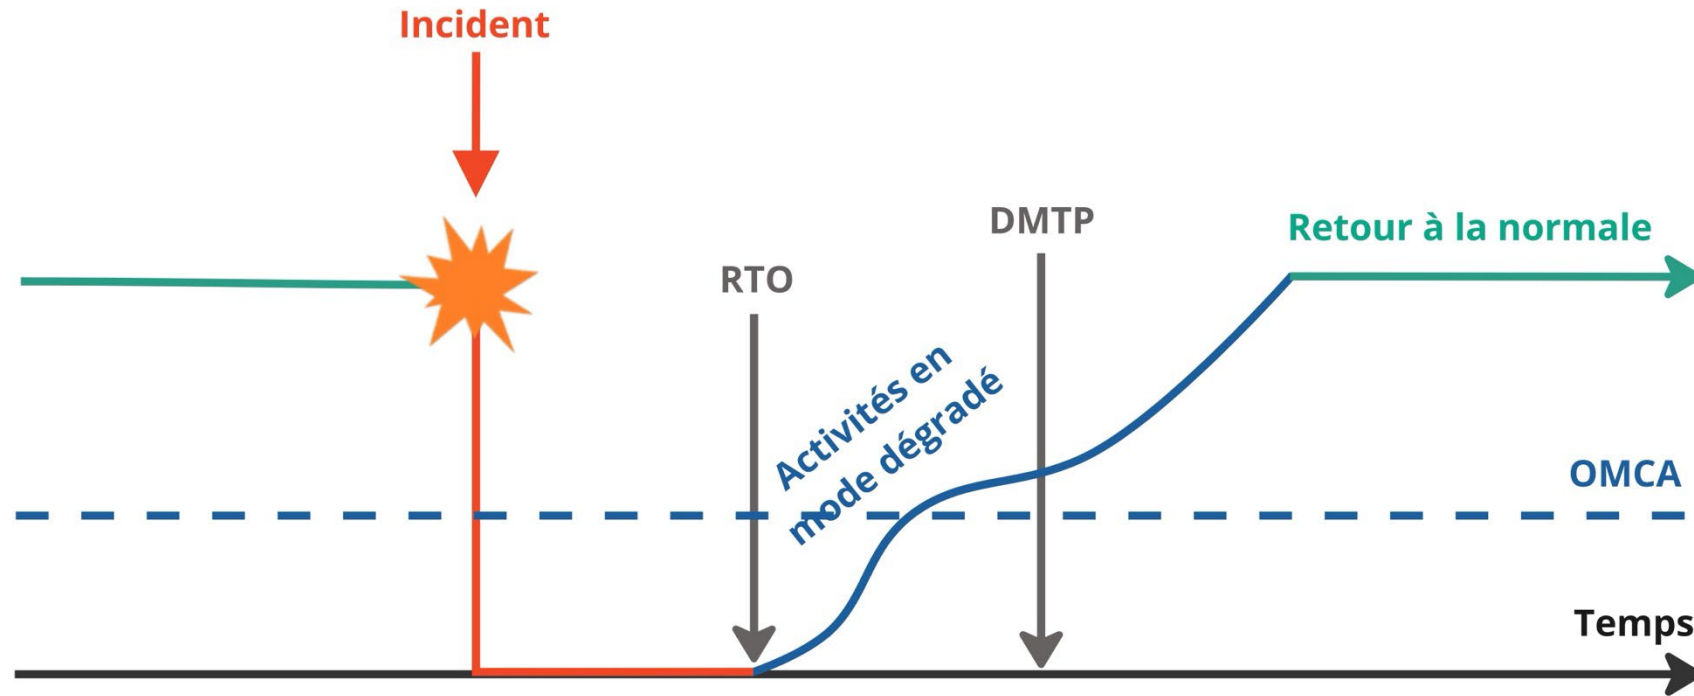 Incident
DMTP
Retour à la normale
RTO
Activités en
mode dégradé
OMCA
Temps